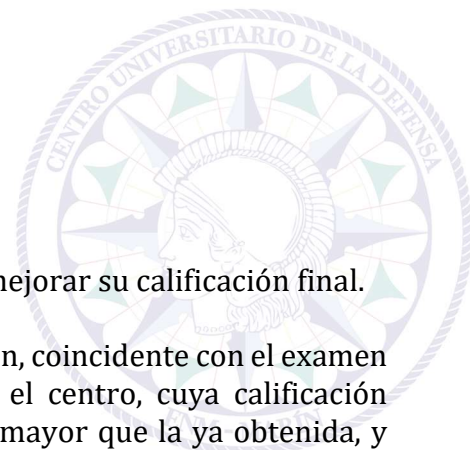 CENTRO UNIVERSITARIO DE LA DEFENSA
mejorar su calificación final.
n, coincidente con el examen
el centro, cuya calificación
mayor que la ya obtenida, y